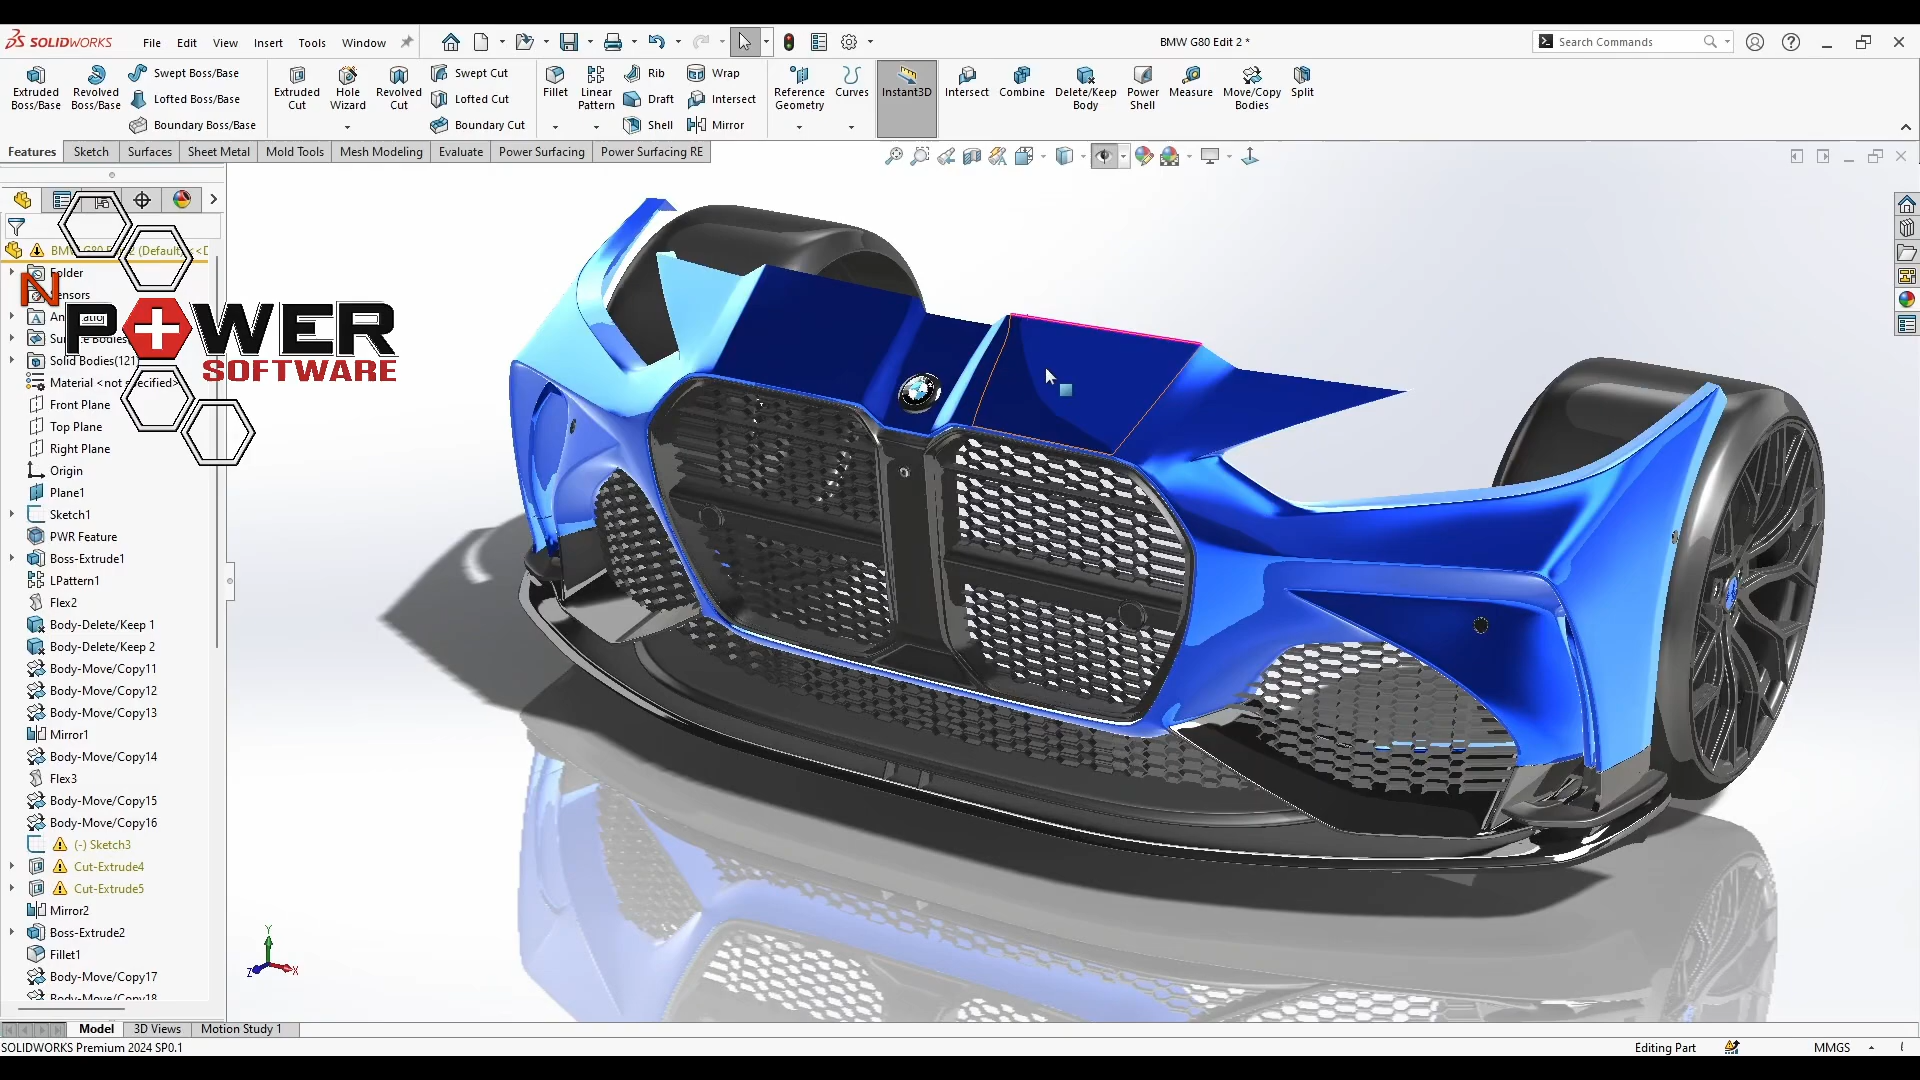 SOLIDWORKS File Edit View Insert Tools Window BMW G80 Edit 2 * Search Commands
Extruded Boss/Base
Revolved Boss/Base
Swept Boss/Base
Lofted Boss/Base
Boundary Boss/Base
Extruded Cut
Hole Wizard
Revolved Cut
Swept Cut
Lofted Cut
Boundary Cut
Fillet
Linear Pattern
Rib
Draft
Shell
Wrap
Intersect
Mirror
Reference Geometry
Curves
Instant3D
Intersect
Combine
Delete/Keep Body
Power Shell
Measure
Move/Copy Bodies
Split
Features Sketch Surfaces Sheet Metal Mold Tools Mesh Modeling Evaluate Power Surfacing Power Surfacing RE
Folder
N POWER
SOFTWARE
Solid Bodies(121)
Material <not specified>
Front Plane
Top Plane
Right Plane
Origin
Plane1
Sketch1
PWR Feature
Boss-Extrude1
LPattern1
Flex2
Body-Delete/Keep 1
Body-Delete/Keep 2
Body-Move/Copy11
Body-Move/Copy12
Body-Move/Copy13
Mirror1
Body-Move/Copy14
Flex3
Body-Move/Copy15
Body-Move/Copy16
(-) Sketch3
Cut-Extrude4
Cut-Extrude5
Mirror2
Boss-Extrude2
Fillet1
Body-Move/Copy17
Body-Move/Copy18
Y
Z X
Model 3D Views Motion Study 1
SOLIDWORKS Premium 2024 SP0.1 Editing Part MMGS